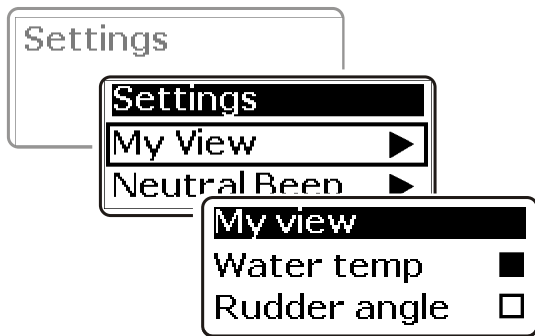 Settings
Settings
My View
Neutral Beep
My view
Water temp
Rudder angle